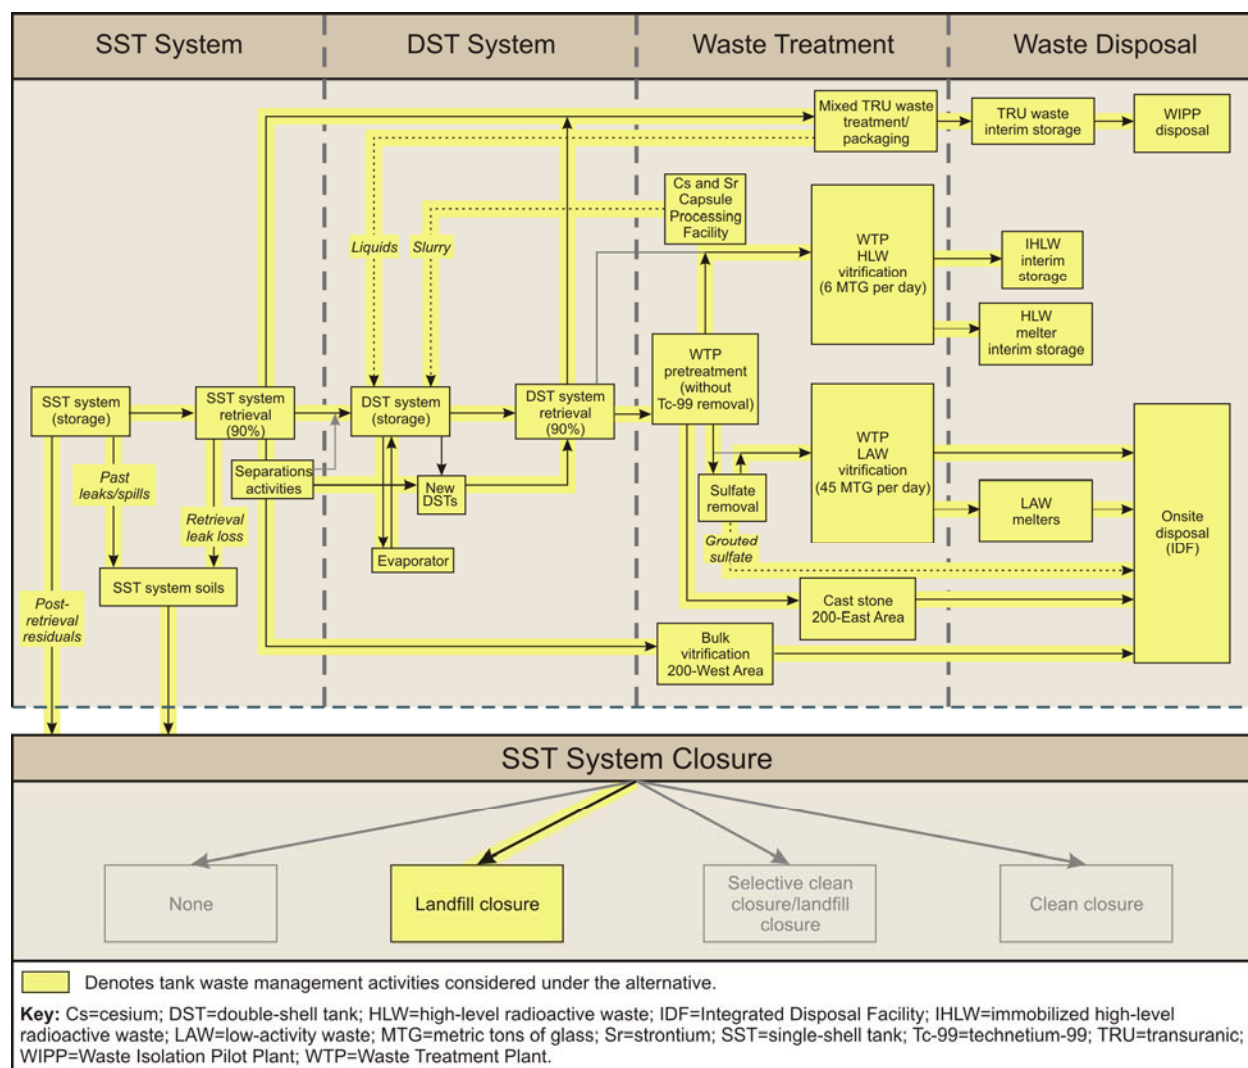 SST System
DST System
Waste Treatment
Waste Disposal
Mixed TRU waste
treatment/
packaging
TRU waste
interim storage
WIPP
disposal
Cs and Sr
Capsule
Processing
Facility
Liquids
Slurry
WTP
HLW
vitrification
(6 MTG per day)
IHLW
interim
storage
HLW
melter
interim storage
WTP
pretreatment
(without
Tc-99 removal)
SST system
(storage)
SST system
retrieval
(90%)
DST system
(storage)
DST system
retrieval
(90%)
Separations
activities
New
DSTs
Past
leaks/spills
Retrieval
leak loss
Evaporator
SST system soils
Post-
retrieval
residuals
Sulfate
removal
Grouted
sulfate
WTP
LAW
vitrification
(45 MTG per day)
LAW
melters
Onsite
disposal
(IDF)
Cast stone
200-East Area
Bulk
vitrification
200-West Area
SST System Closure
None
Landfill closure
Selective clean
closure/landfill
closure
Clean closure
Denotes tank waste management activities considered under the alternative.
Key: Cs=cesium; DST=double-shell tank; HLW=high-level radioactive waste; IDF=Integrated Disposal Facility; IHLW=immobilized high-level
radioactive waste; LAW=low-activity waste; MTG=metric tons of glass; Sr=strontium; SST=single-shell tank; Tc-99=technetium-99; TRU=transuranic;
WIPP=Waste Isolation Pilot Plant; WTP=Waste Treatment Plant.